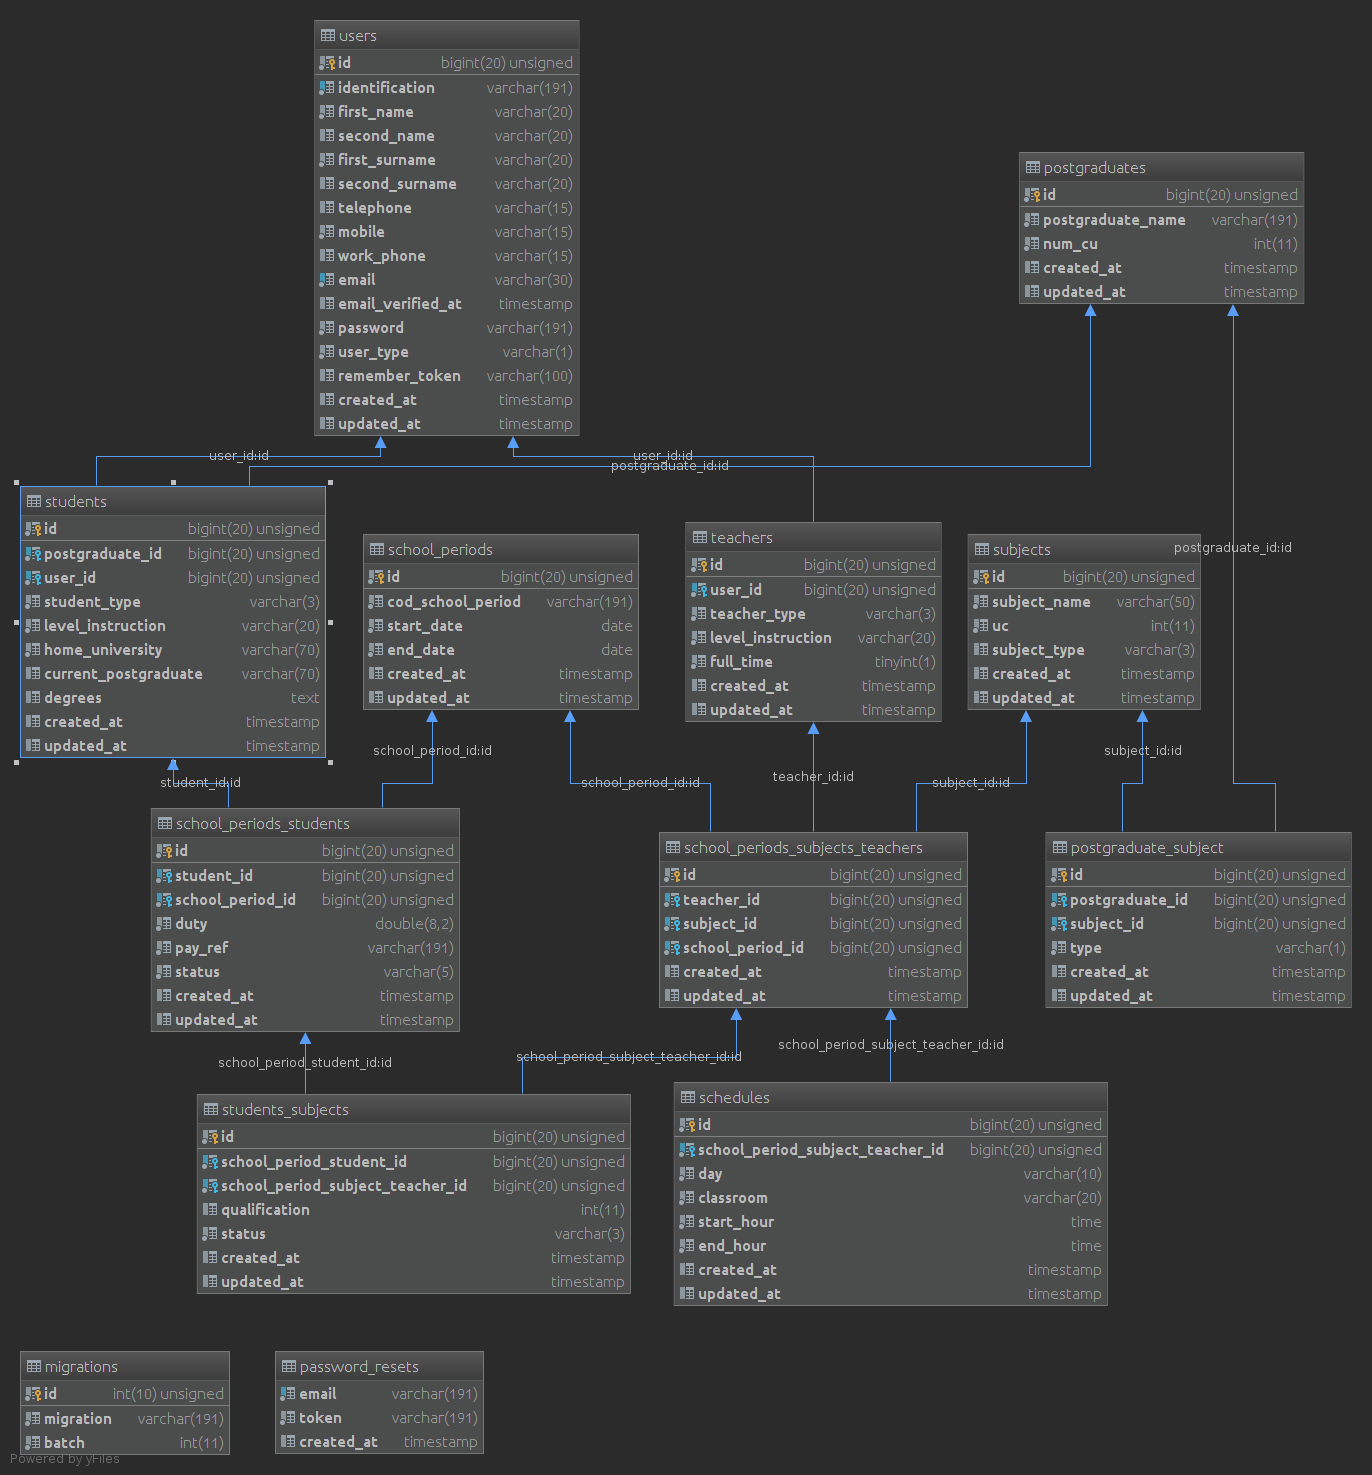 users
id bigint(20) unsigned
identification varchar(191)
first_name varchar(20)
second_name varchar(20)
first_surname varchar(20)
second_surname varchar(20)
telephone varchar(15)
mobile varchar(15)
work_phone varchar(15)
email varchar(30)
email_verified_at timestamp
password varchar(191)
user_type varchar(1)
remember_token varchar(100)
created_at timestamp
updated_at timestamp
postgraduates
id bigint(20) unsigned
postgraduate_name varchar(191)
num_cu int(11)
created_at timestamp
updated_at timestamp
user_id:id
user_id:id
postgraduate_id:id
students
id bigint(20) unsigned
postgraduate_id bigint(20) unsigned
user_id bigint(20) unsigned
student_type varchar(3)
level_instruction varchar(20)
home_university varchar(70)
current_postgraduate varchar(70)
degrees text
created_at timestamp
updated_at timestamp
school_periods
id bigint(20) unsigned
cod_school_period varchar(191)
start_date date
end_date date
created_at timestamp
updated_at timestamp
teachers
id bigint(20) unsigned
user_id bigint(20) unsigned
teacher_type varchar(3)
level_instruction varchar(20)
full_time tinyint(1)
created_at timestamp
updated_at timestamp
subjects
id bigint(20) unsigned
subject_name varchar(50)
uc int(11)
subject_type varchar(3)
created_at timestamp
updated_at timestamp
postgraduate_id:id
student_id:id
school_period_id:id
school_period_id:id
teacher_id:id
subject_id:id
subject_id:id
school_periods_students
id bigint(20) unsigned
student_id bigint(20) unsigned
school_period_id bigint(20) unsigned
duty double(8,2)
pay_ref varchar(191)
status varchar(5)
created_at timestamp
updated_at timestamp
school_periods_subjects_teachers
id bigint(20) unsigned
teacher_id bigint(20) unsigned
subject_id bigint(20) unsigned
school_period_id bigint(20) unsigned
created_at timestamp
updated_at timestamp
postgraduate_subject
id bigint(20) unsigned
postgraduate_id bigint(20) unsigned
subject_id bigint(20) unsigned
type varchar(1)
created_at timestamp
updated_at timestamp
school_period_student_id:id
school_period_subject_teacher_id:id
school_period_subject_teacher_id:id
students_subjects
id bigint(20) unsigned
school_period_student_id bigint(20) unsigned
school_period_subject_teacher_id bigint(20) unsigned
qualification int(11)
status varchar(3)
created_at timestamp
updated_at timestamp
schedules
id bigint(20) unsigned
school_period_subject_teacher_id bigint(20) unsigned
day varchar(10)
classroom varchar(20)
start_hour time
end_hour time
created_at timestamp
updated_at timestamp
migrations
id int(10) unsigned
migration varchar(191)
batch int(11)
password_resets
email varchar(191)
token varchar(191)
created_at timestamp
Powered by yFiles